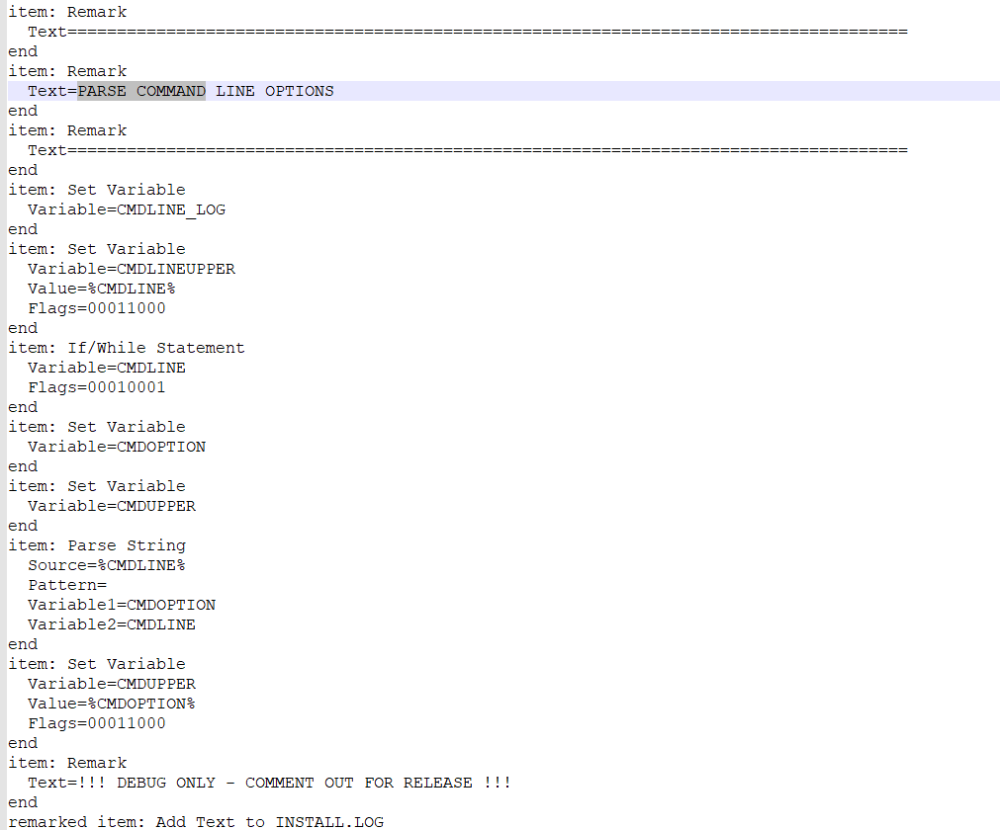 item: Remark
  Text=====================================================================================
end
item: Remark
  Text=PARSE COMMAND LINE OPTIONS
end
item: Remark
  Text=====================================================================================
end
item: Set Variable
  Variable=CMDLINE_LOG
end
item: Set Variable
  Variable=CMDLINEUPPER
  Value=%CMDLINE%
  Flags=00011000
end
item: If/While Statement
  Variable=CMDLINE
  Flags=00010001
end
item: Set Variable
  Variable=CMDOPTION
end
item: Set Variable
  Variable=CMDUPPER
end
item: Parse String
  Source=%CMDLINE%
  Pattern=
  Variable1=CMDOPTION
  Variable2=CMDLINE
end
item: Set Variable
  Variable=CMDUPPER
  Value=%CMDOPTION%
  Flags=00011000
end
item: Remark
  Text=!!! DEBUG ONLY - COMMENT OUT FOR RELEASE !!!
end
remarked item: Add Text to INSTALL.LOG